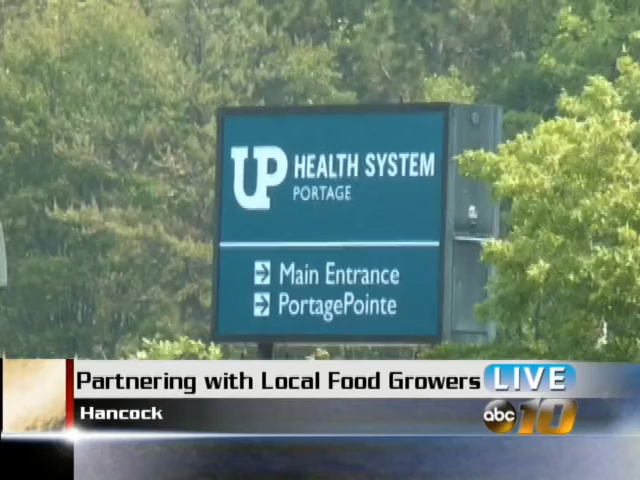 UP HEALTH SYSTEM
PORTAGE
Main Entrance
PortagePointe
Partnering with Local Food Growers
LIVE
Hancock
abc 10